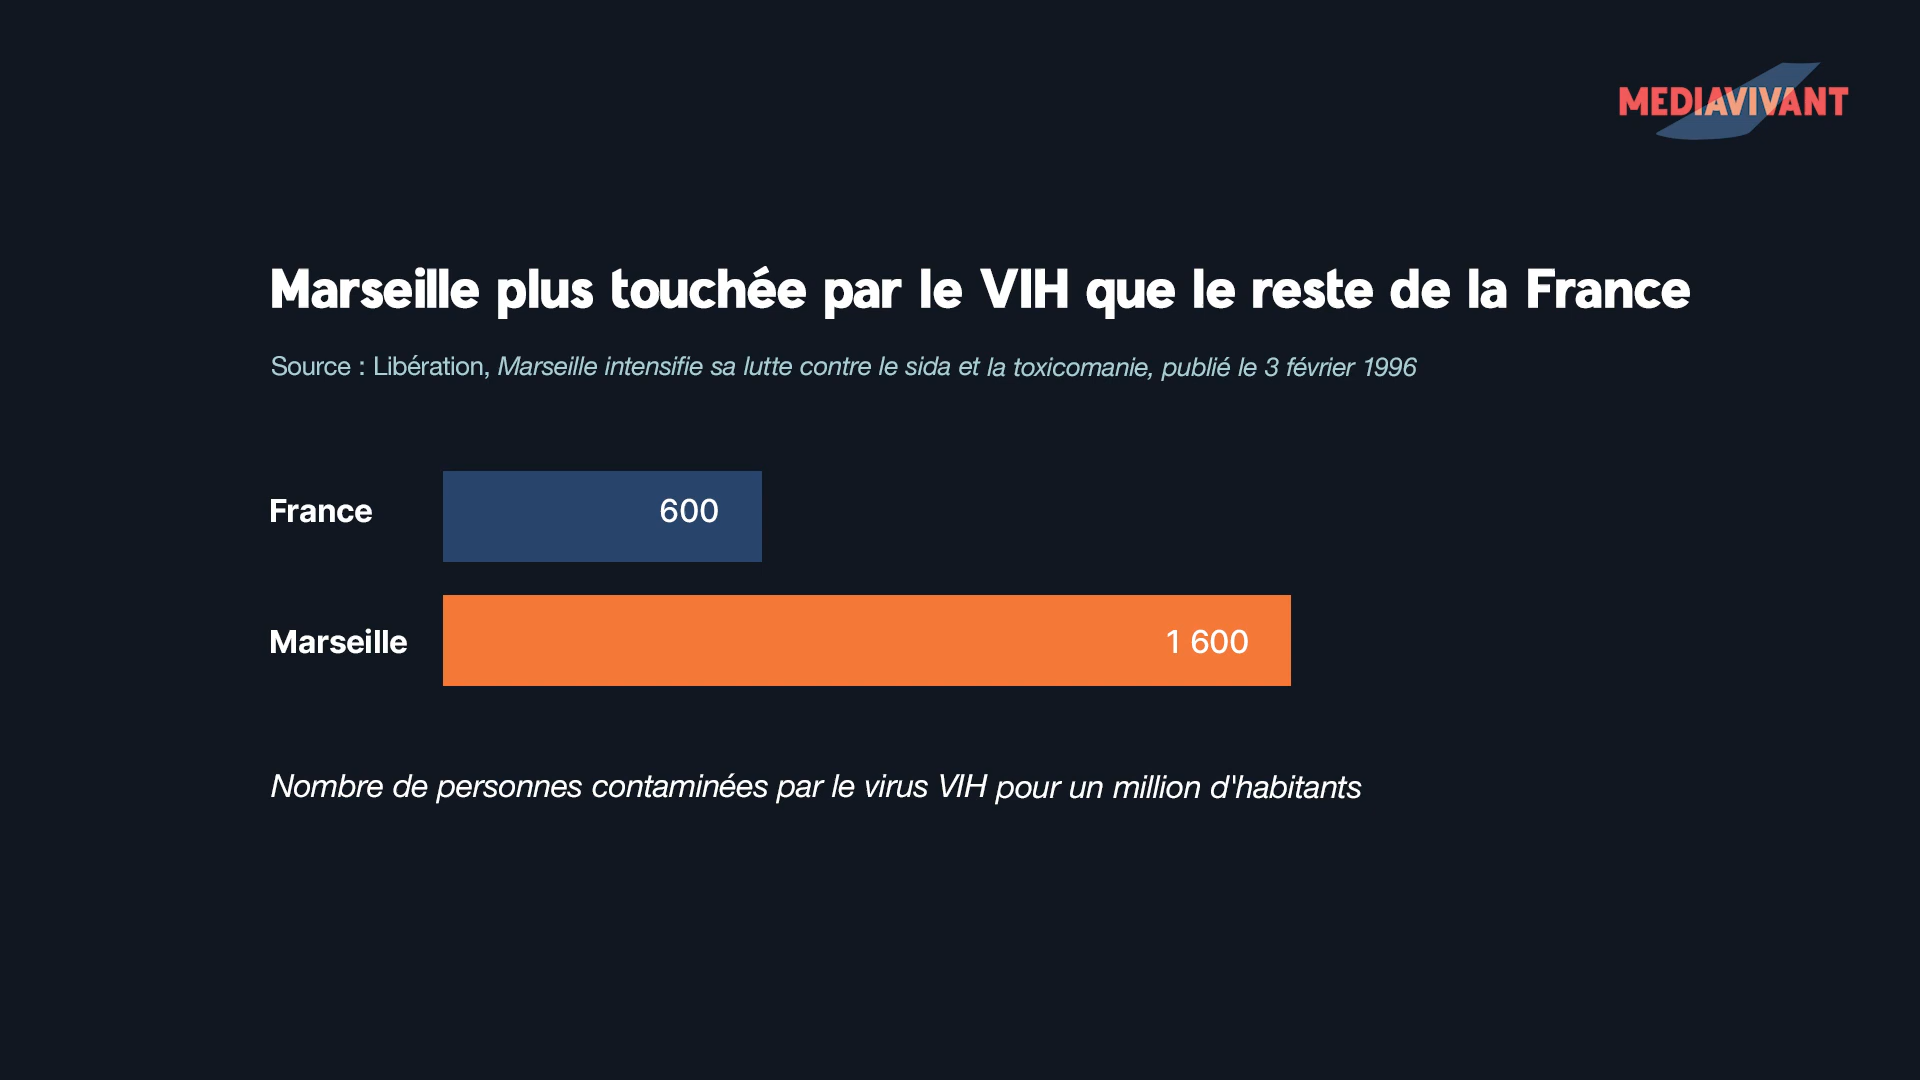 MEDIAVIVANT
Marseille plus touchée par le VIH que le reste de la France
Source : Libération, Marseille intensifie sa lutte contre le sida et la toxicomanie, publié le 3 février 1996
France 600
Marseille 1 600
Nombre de personnes contaminées par le virus VIH pour un million d'habitants